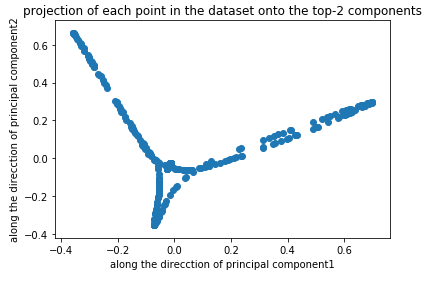 projection of each point in the dataset onto the top-2 components
along the direcction of principal component2
0.6
0.4
0.2
0.0
−0.2
−0.4
−0.4 −0.2 0.0 0.2 0.4 0.6
along the direcction of principal component1